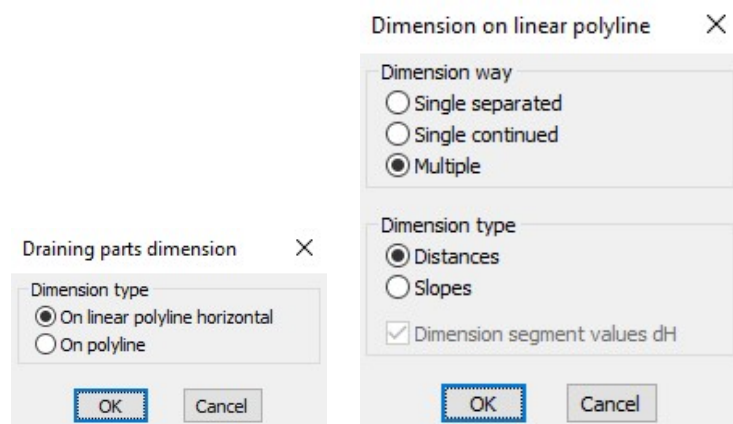 Draining parts dimension
Dimension type
On linear polyline horizontal
On polyline
OK
Cancel
Dimension on linear polyline
Dimension way
Single separated
Single continued
Multiple
Dimension type
Distances
Slopes
Dimension segment values dH
OK
Cancel